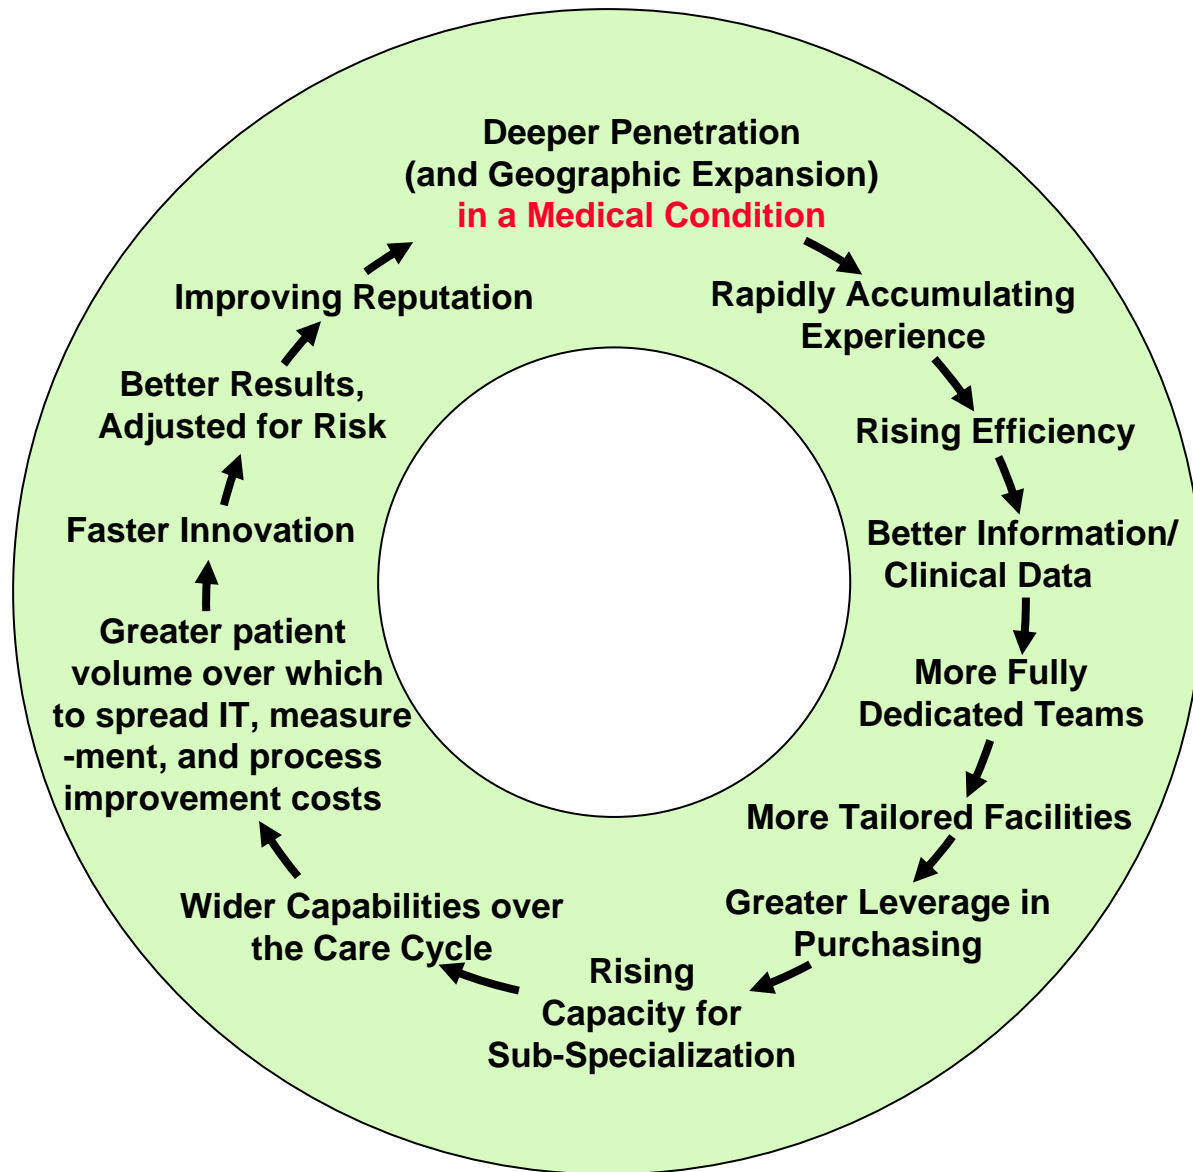 Deeper Penetration
(and Geographic Expansion)
in a Medical Condition
Rapidly Accumulating
Experience
Rising Efficiency
Better Information/
Clinical Data
More Fully
Dedicated Teams
More Tailored Facilities
Greater Leverage in
Purchasing
Rising
Capacity for
Sub-Specialization
Wider Capabilities over
the Care Cycle
Greater patient
volume over which
to spread IT, measure
-ment, and process
improvement costs
Faster Innovation
Better Results,
Adjusted for Risk
Improving Reputation